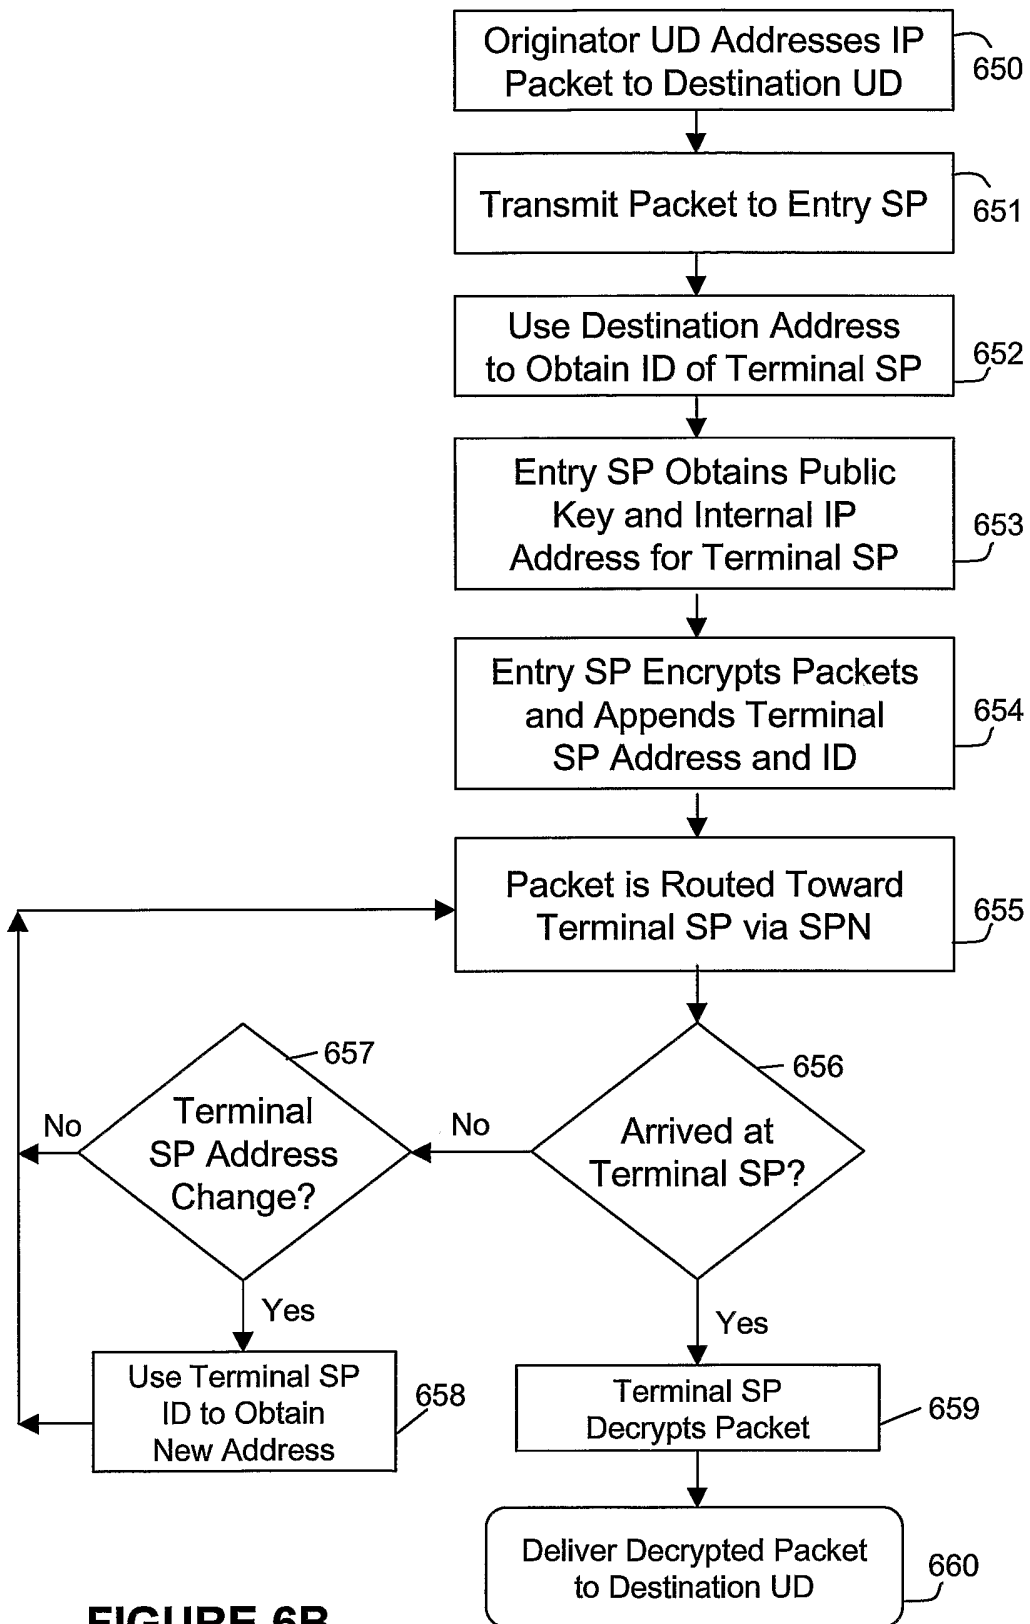 Originator UD Addresses IP
Packet to Destination UD
650
Transmit Packet to Entry SP
651
Use Destination Address
to Obtain ID of Terminal SP
652
Entry SP Obtains Public
Key and Internal IP
Address for Terminal SP
653
Entry SP Encrypts Packets
and Appends Terminal
SP Address and ID
654
Packet is Routed Toward
Terminal SP via SPN
655
657
Terminal
SP Address
Change?
No
No
656
Arrived at
Terminal SP?
Yes
Yes
Use Terminal SP
ID to Obtain
New Address
658
Terminal SP
Decrypts Packet
659
Deliver Decrypted Packet
to Destination UD
660
FIGURE 6B